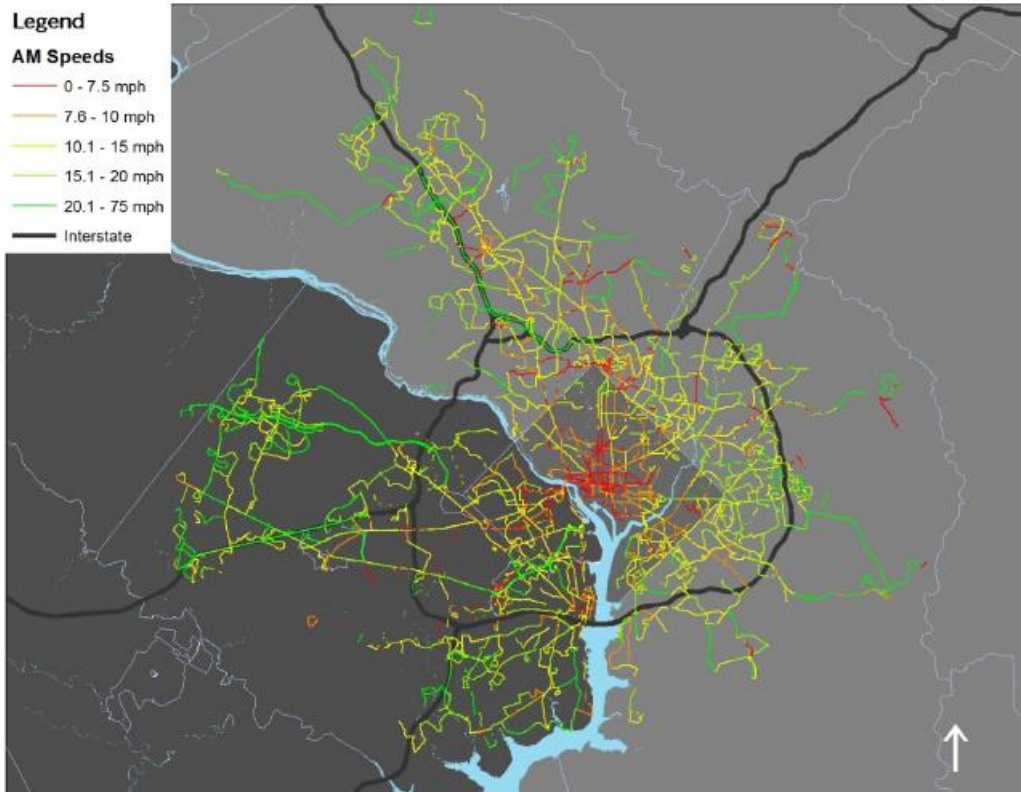 Legend
AM Speeds
0 - 7.5 mph
7.6 - 10 mph
10.1 - 15 mph
15.1 - 20 mph
20.1 - 75 mph
Interstate